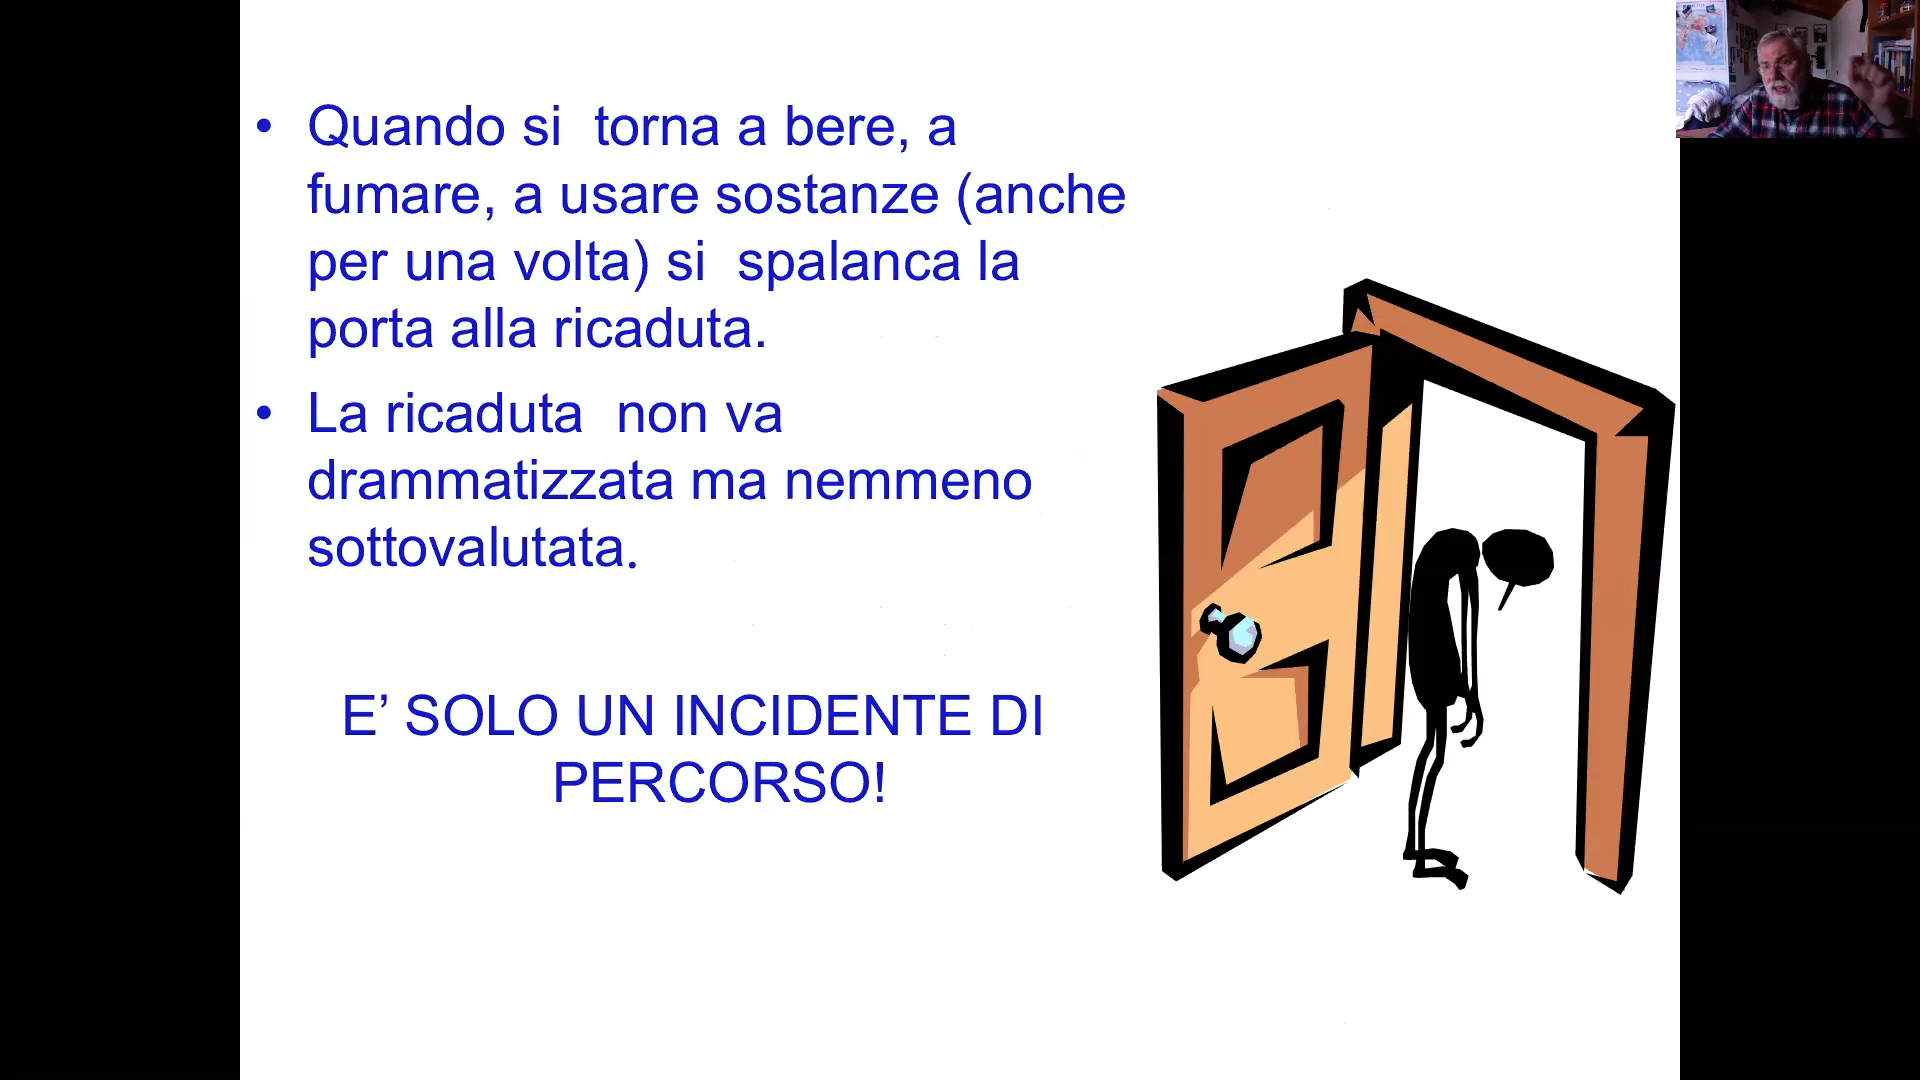 • Quando si  torna a bere, a
fumare, a usare sostanze (anche
per una volta) si  spalanca la
porta alla ricaduta.
• La ricaduta  non va
drammatizzata ma nemmeno
sottovalutata.
E’ SOLO UN INCIDENTE DI
PERCORSO!